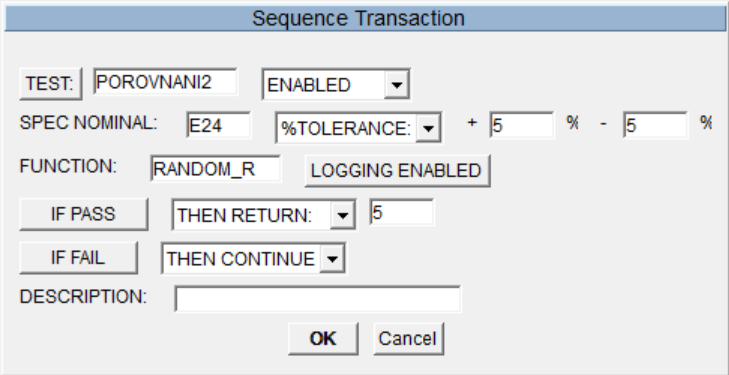 Sequence Transaction
TEST: POROVNANI2 ENABLED
SPEC NOMINAL: E24 %TOLERANCE: + 5 % - 5 %
FUNCTION: RANDOM_R LOGGING ENABLED
IF PASS THEN RETURN: 5
IF FAIL THEN CONTINUE
DESCRIPTION:
OK Cancel